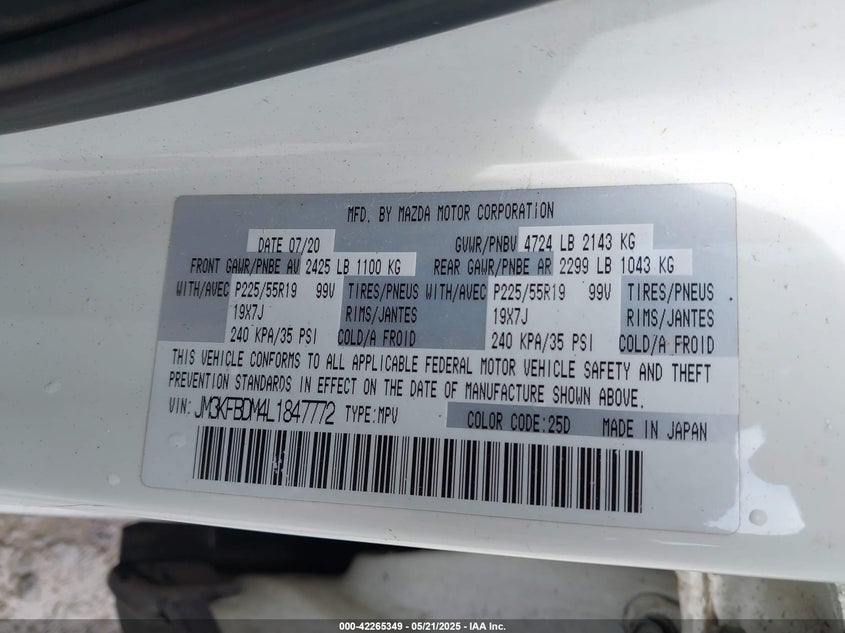 MFD. BY MAZDA MOTOR CORPORATION
DATE 07/20 GVWR/PNBV 4724 LB 2143 KG
FRONT GAWR/PNBE AV 2425 LB 1100 KG REAR GAWR/PNBE AR 2299 LB 1043 KG
WITH/AVEC P225/55R19 99V TIRES/PNEUS WITH/AVEC P225/55R19 99V TIRES/PNEUS
19X7J RIMS/JANTES 19X7J RIMS/JANTES
240 KPA/35 PSI COLD/A FROID 240 KPA/35 PSI COLD/A FROID
THIS VEHICLE CONFORMS TO ALL APPLICABLE FEDERAL MOTOR VEHICLE SAFETY AND THEFT
PREVENTION STANDARDS IN EFFECT ON THE DATE OF MANUFACTURE SHOWN ABOVE.
VIN: JM3KFBDM4L1847772 TYPE:MPV COLOR CODE:25D MADE IN JAPAN
000-42265349 - 05/21/2025 - IAA Inc.